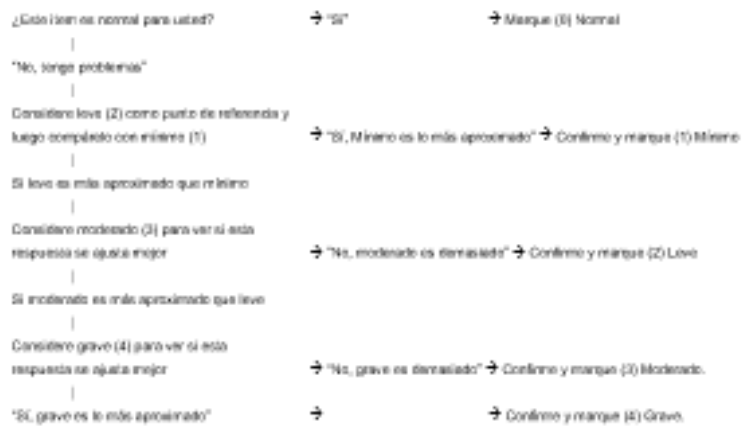 ¿Este ítem es normal para usted? → "Sí" → Marque (0) Normal
"No, tengo problemas"
Considere leve (2) como punto de referencia y
luego compárelo con mínimo (1) → "Sí, Mínimo es lo más aproximado" → Confirme y marque (1) Mínimo
Si leve es más aproximado que mínimo
Considere moderado (3) para ver si esta
respuesta se ajusta mejor → "No, moderado es demasiado" → Confirme y marque (2) Leve
Si moderado es más aproximado que leve
Considere grave (4) para ver si esta
respuesta se ajusta mejor → "No, grave es demasiado" → Confirme y marque (3) Moderado.
"Sí, grave es lo más aproximado" → → Confirme y marque (4) Grave.